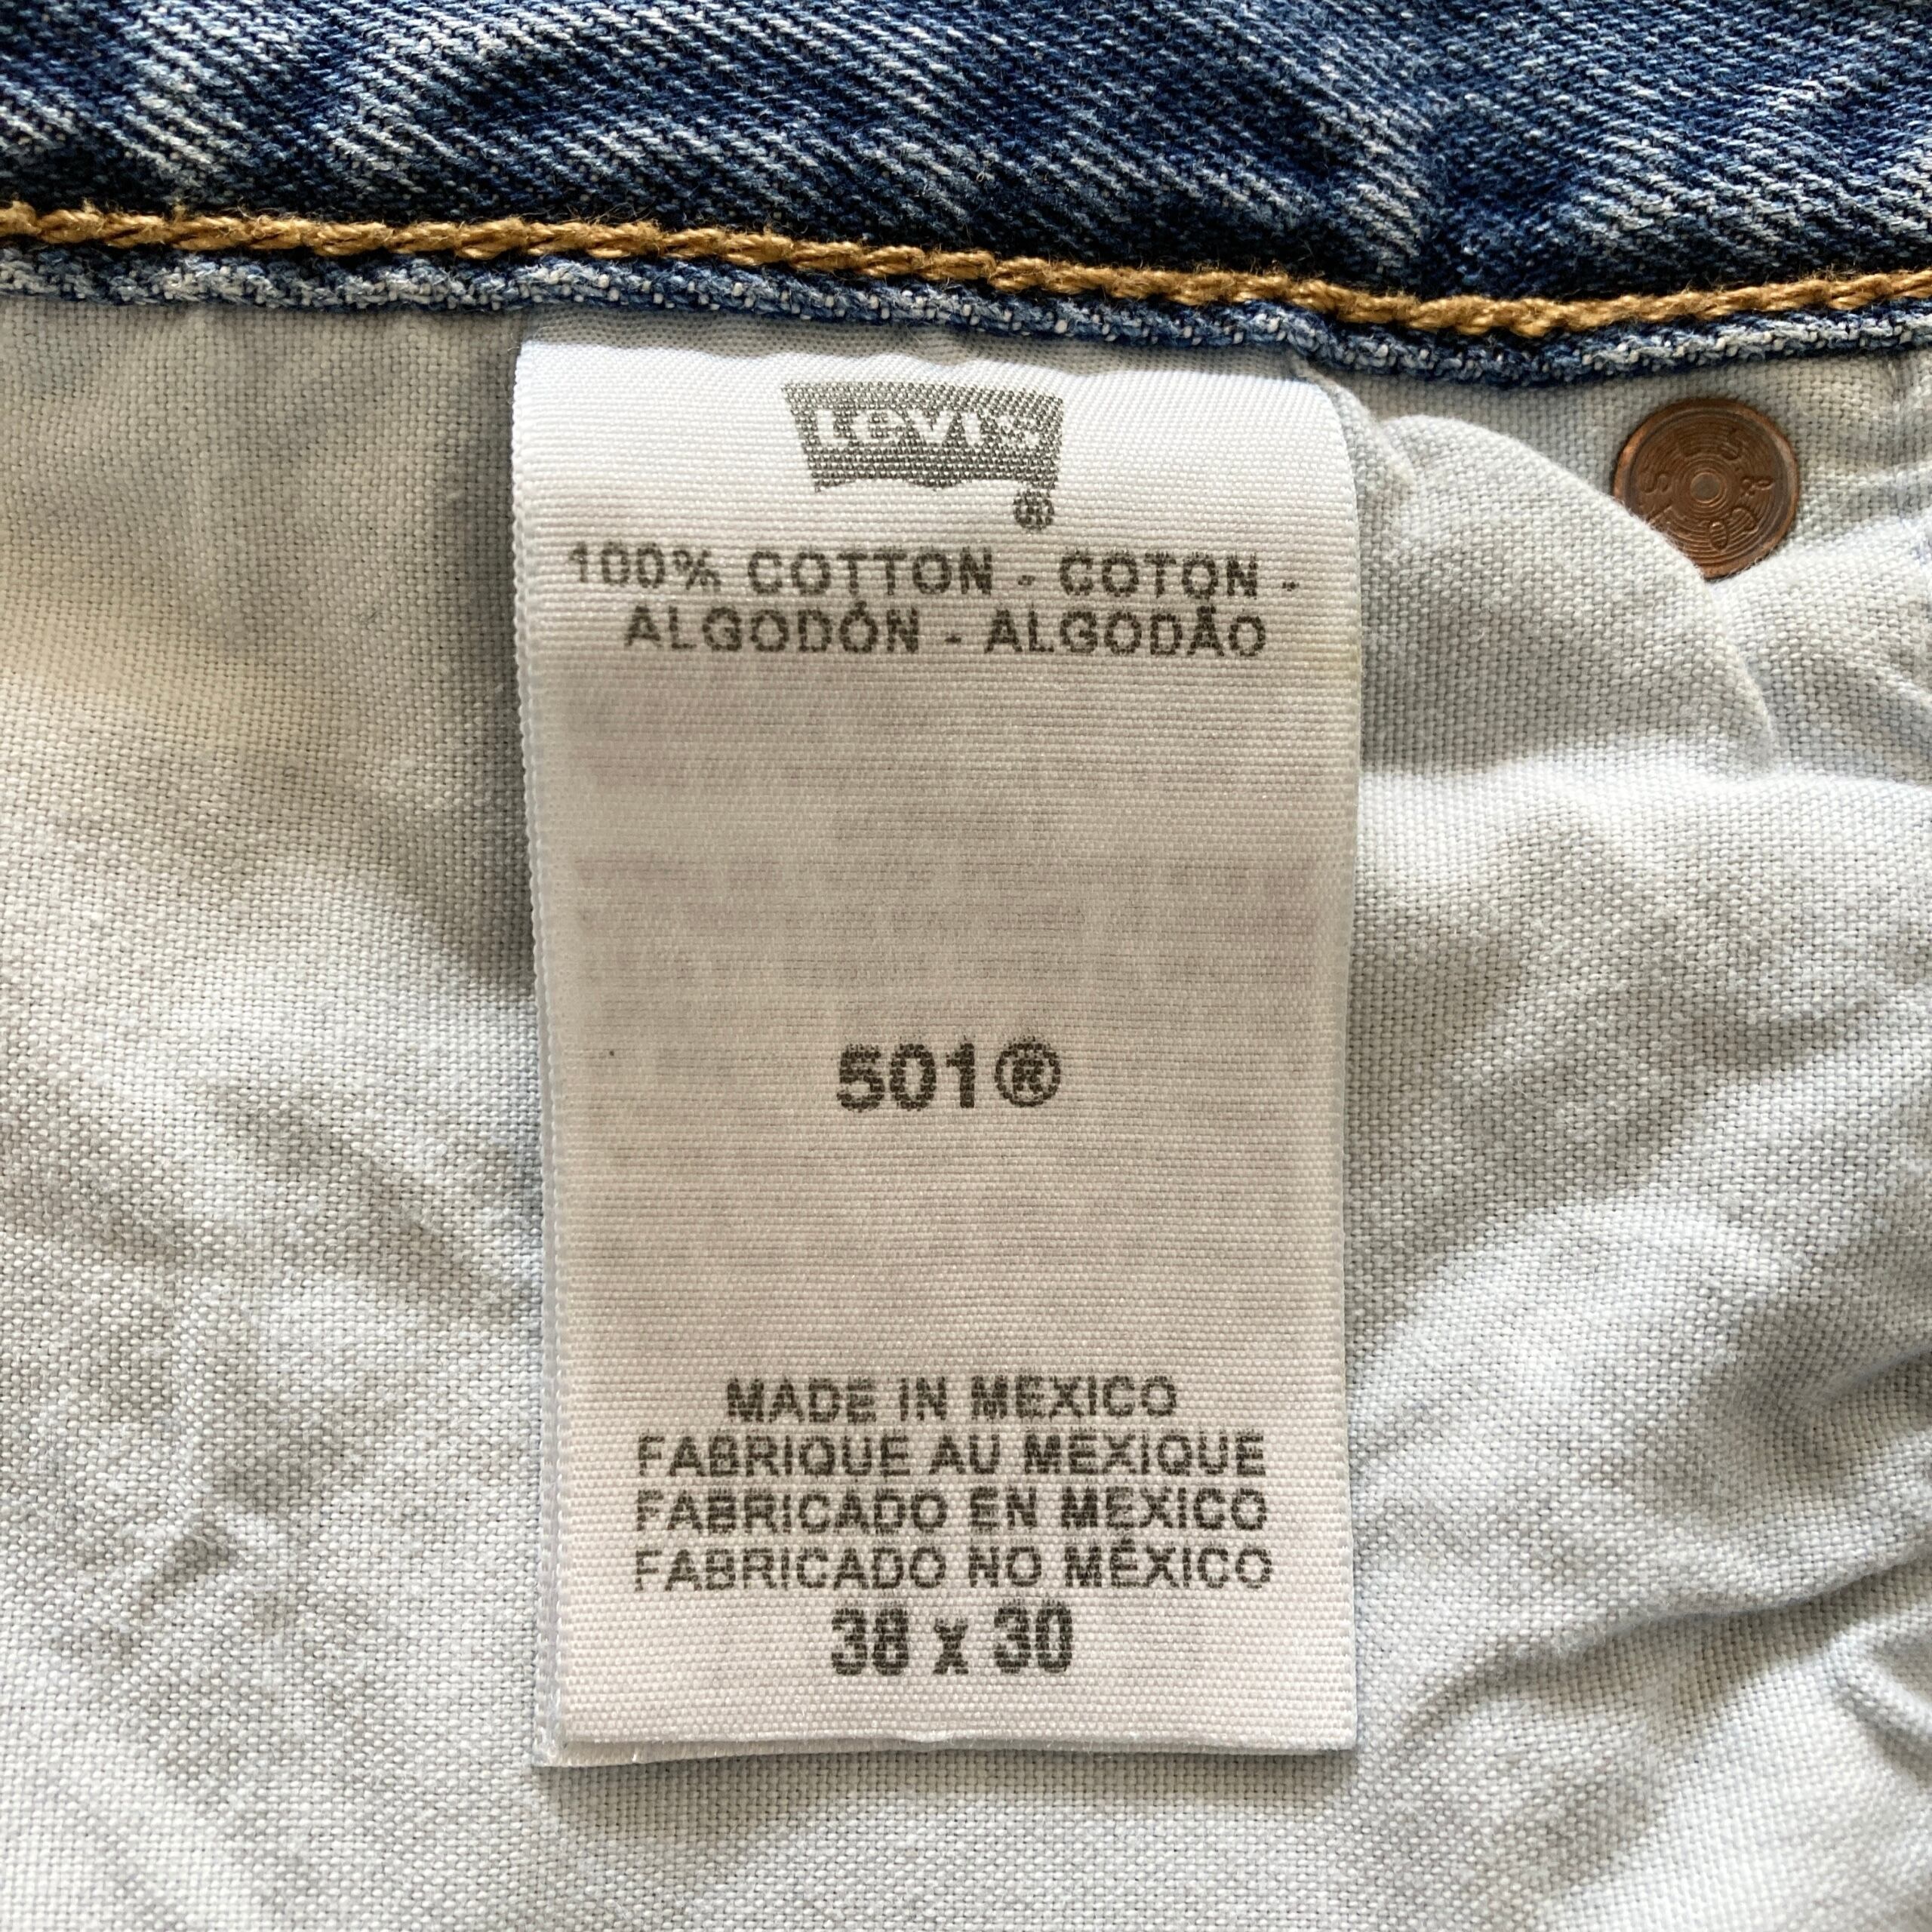 Levi's
®
100% COTTON - COTON -
ALGODÓN - ALGODÃO
501®
MADE IN MEXICO
FABRIQUE AU MEXIQUE
FABRICADO EN MEXICO
FABRICADO NO MÉXICO
38 x 30